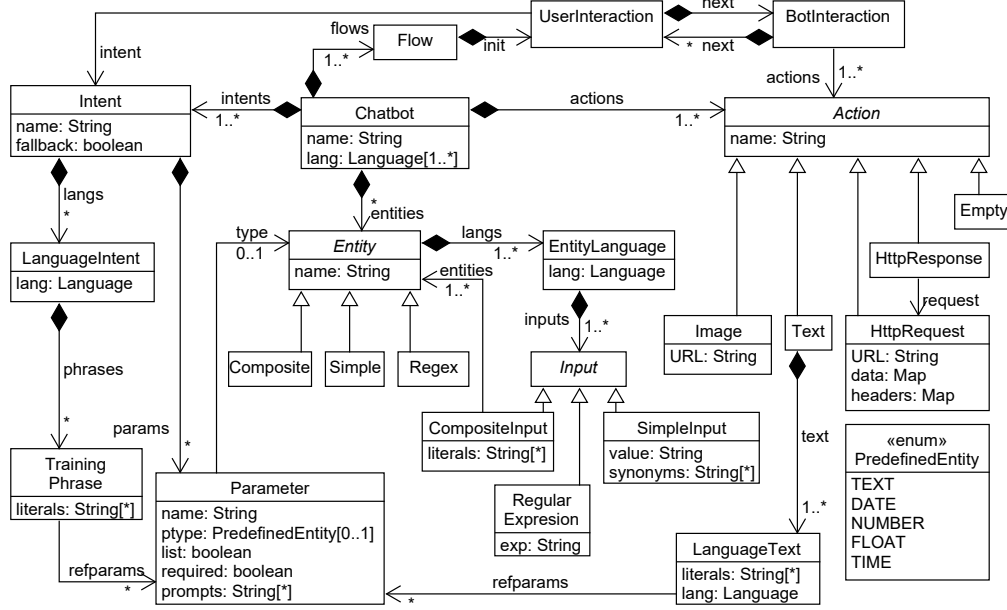 UserInteraction
next
BotInteraction
flows
Flow
init
* next
1..*
intent
actions
1..*
Intent
name: String
fallback: boolean
intents
1..*
Chatbot
name: String
lang: Language[1..*]
actions
1..*
Action
name: String
langs
*
*
entities
Empty
LanguageIntent
lang: Language
type
0..1
Entity
name: String
langs
1..*
EntityLanguage
lang: Language
HttpResponse
entities
1..*
request
inputs
1..*
Image
URL: String
Text
HttpRequest
URL: String
data: Map
headers: Map
Composite
Simple
Regex
Input
phrases
*
params
*
CompositeInput
literals: String[*]
SimpleInput
value: String
synonyms: String[*]
text
1..*
«enum»
PredefinedEntity
TEXT
DATE
NUMBER
FLOAT
TIME
Training
Phrase
literals: String[*]
Parameter
name: String
ptype: PredefinedEntity[0..1]
list: boolean
required: boolean
prompts: String[*]
Regular
Expresion
exp: String
LanguageText
literals: String[*]
lang: Language
refparams
*
refparams
*